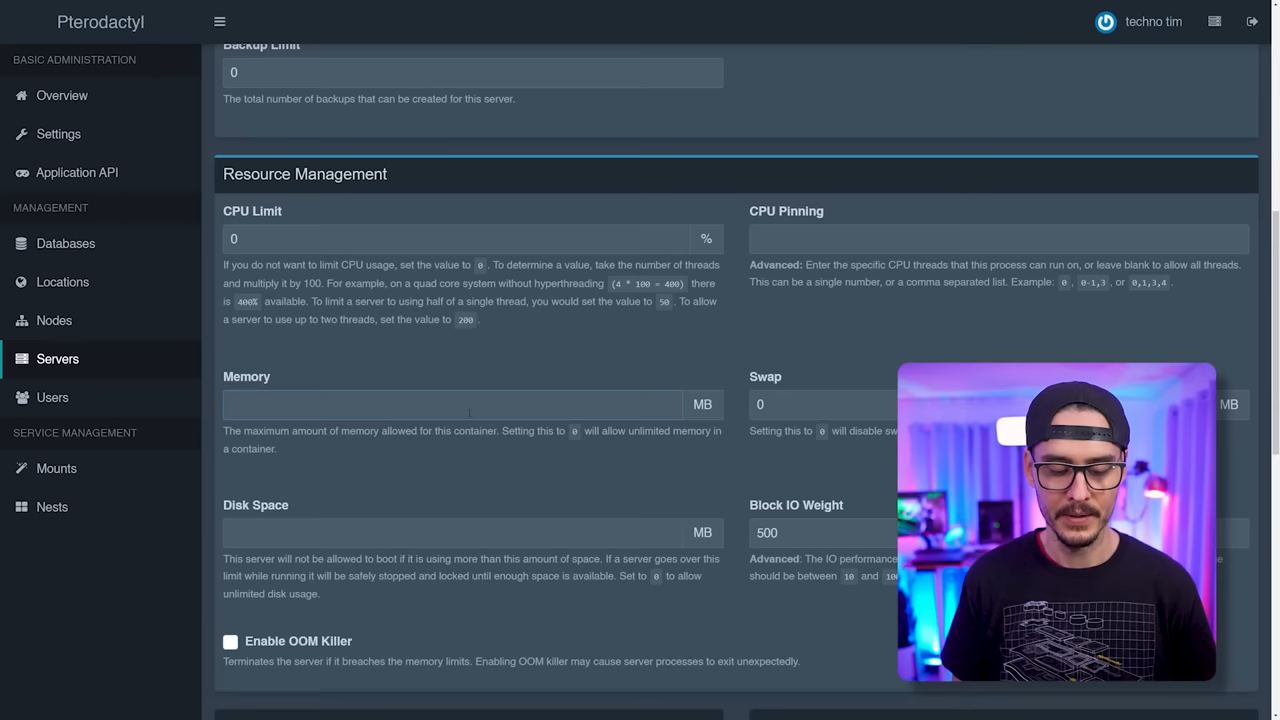 Pterodactyl
techno tim
BASIC ADMINISTRATION
Overview
Settings
Application API
MANAGEMENT
Databases
Locations
Nodes
Servers
Users
SERVICE MANAGEMENT
Mounts
Nests
Backup Limit
0
The total number of backups that can be created for this server.
Resource Management
CPU Limit
0
%
If you do not want to limit CPU usage, set the value to 0 . To determine a value, take the number of threads
and multiply it by 100. For example, on a quad core system without hyperthreading (4 * 100 = 400) there
is 400% available. To limit a server to using half of a single thread, you would set the value to 50 . To allow
a server to use up to two threads, set the value to 200 .
CPU Pinning
Advanced: Enter the specific CPU threads that this process can run on, or leave blank to allow all threads.
This can be a single number, or a comma separated list. Example: 0 , 0-1,3 , or 0,1,3,4 .
Memory
MB
The maximum amount of memory allowed for this container. Setting this to 0 will allow unlimited memory in
a container.
Swap
0
MB
Setting this to 0 will disable
Disk Space
MB
This server will not be allowed to boot if it is using more than this amount of space. If a server goes over this
limit while running it will be safely stopped and locked until enough space is available. Set to 0 to allow
unlimited disk usage.
Block IO Weight
500
Advanced: The IO performance
should be between 10 and
Enable OOM Killer
Terminates the server if it breaches the memory limits. Enabling OOM killer may cause server processes to exit unexpectedly.